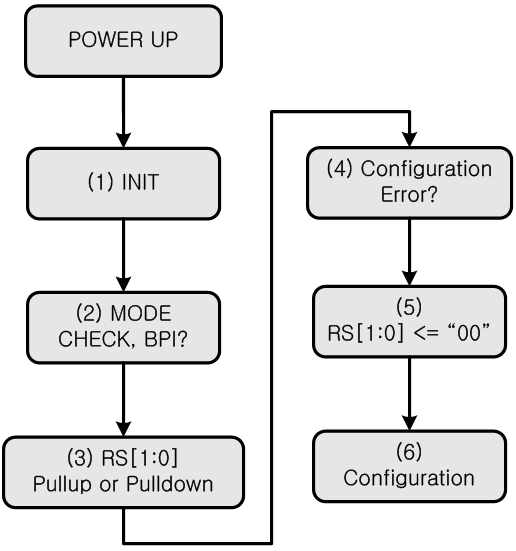 POWER UP
(1) INIT
(2) MODE
CHECK, BPI?
(3) RS[1:0]
Pullup or Pulldown
(4) Configuration
Error?
(5)
RS[1:0] <= “00”
(6)
Configuration